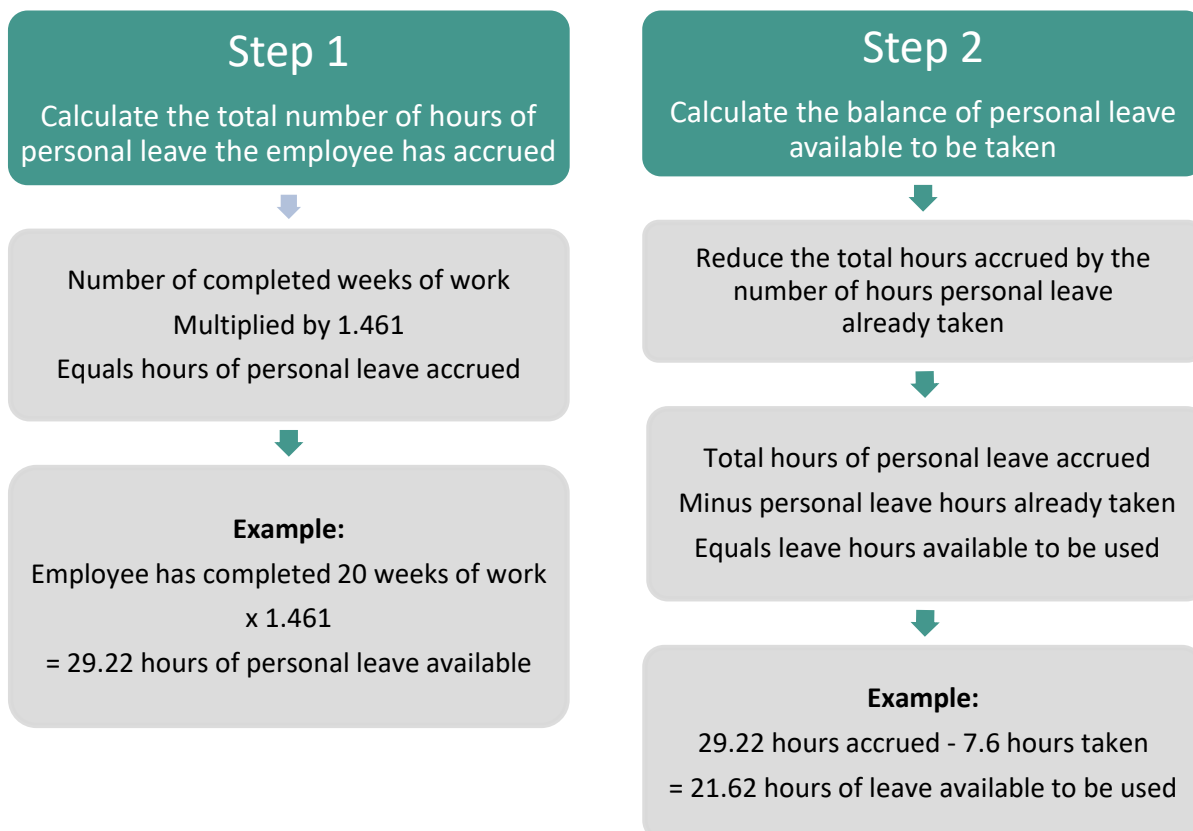 Step 1
Calculate the total number of hours of
personal leave the employee has accrued
Number of completed weeks of work
Multiplied by 1.461
Equals hours of personal leave accrued
Example:
Employee has completed 20 weeks of work
x 1.461
= 29.22 hours of personal leave available
Step 2
Calculate the balance of personal leave
available to be taken
Reduce the total hours accrued by the
number of hours personal leave
already taken
Total hours of personal leave accrued
Minus personal leave hours already taken
Equals leave hours available to be used
Example:
29.22 hours accrued - 7.6 hours taken
= 21.62 hours of leave available to be used